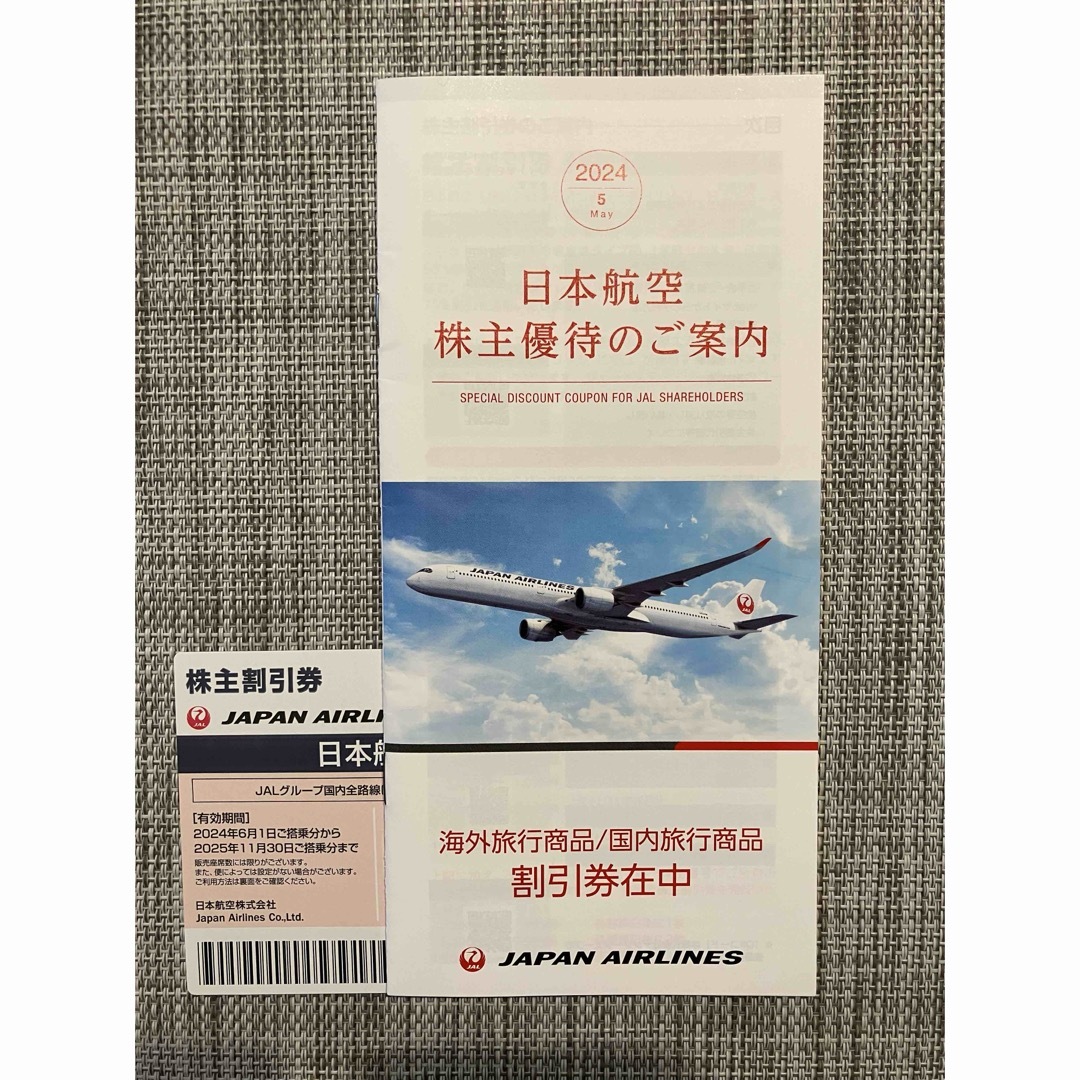 2024
5
May
日本航空
株主優待のご案内
SPECIAL DISCOUNT COUPON FOR JAL SHAREHOLDERS
JAPAN AIRLINES
JAL
海外旅行商品/国内旅行商品
割引券在中
JAL JAPAN AIRLINES
株主割引券
JAL JAPAN AIRLI
日本
JALグループ国内全路線
[有効期間]
2024年6月1日ご搭乗分から
2025年11月30日ご搭乗分まで
販売座席数には限りがございます。
また、便によっては設定がない場合がございます。
ご利用方法は裏面をご確認ください。
日本航空株式会社
Japan Airlines Co.,Ltd.